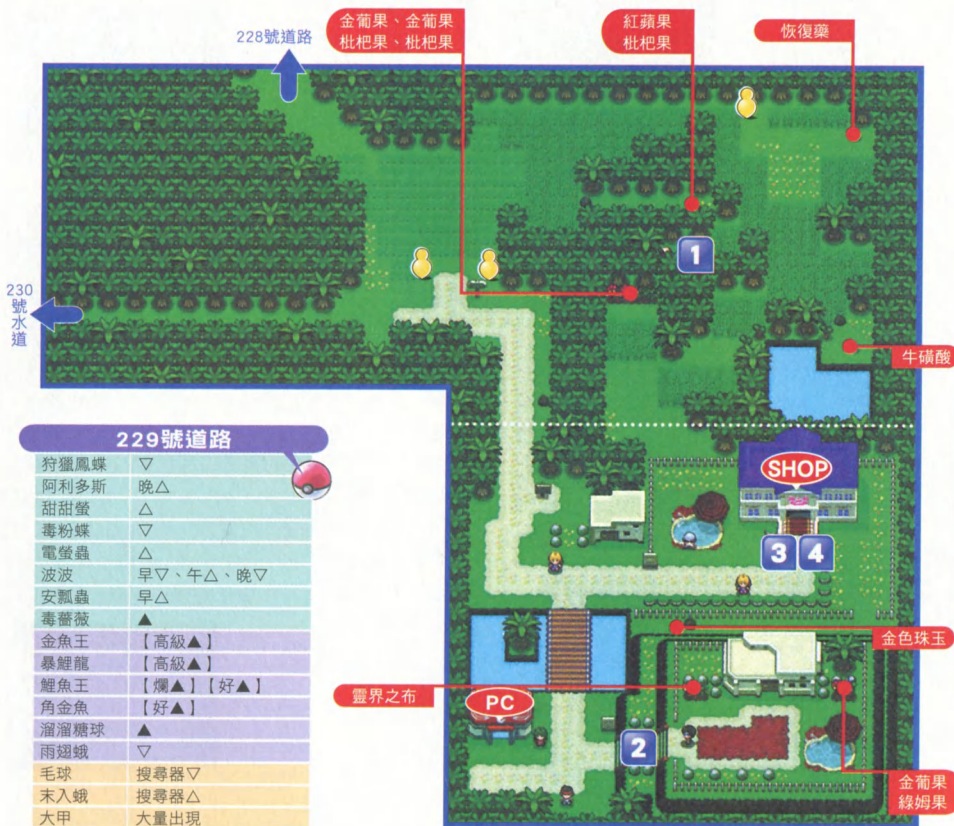 金葡果、金葡果
枇杷果、枇杷果
紅蘋果
枇杷果
恢復藥
228號道路
1
230
號
水
道
牛磺酸
229號道路
狩獵鳳蝶 ▽
阿利多斯 晚△
甜甜螢 △
毒粉蝶 ▽
電螢蟲 △
波波 早▽、午△、晚▽
安瓢蟲 早△
毒薔薇 ▲
金魚王 【高級▲】
暴鯉龍 【高級▲】
鯉魚王 【爛▲】【好▲】
角金魚 【好▲】
溜溜糖球 ▲
雨翅蛾 ▽
毛球 搜尋器▽
末入蛾 搜尋器△
大甲 大量出現
SHOP
3 4
金色珠玉
靈界之布
PC
2
金葡果
綠姆果